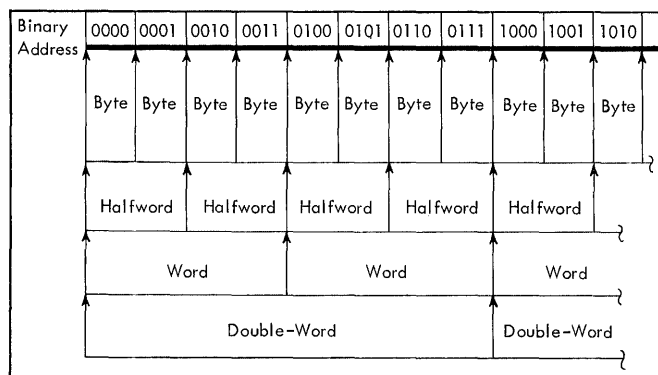 Binary Address 0000 0001 0010 0011 0100 0101 0110 0111 1000 1001 1010
Byte Byte Byte Byte Byte Byte Byte Byte Byte Byte Byte
Halfword Halfword Halfword Halfword Halfword
Word Word Word
Double-Word Double-Word